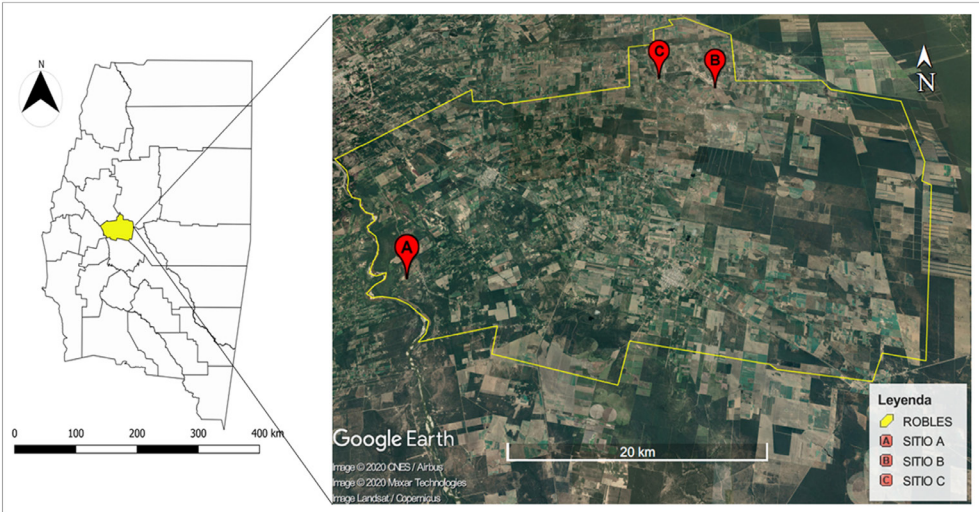 N
0 100 200 300 400 km
C
B
A
N
Google Earth
Image © 2020 CNES / Airbus
Image © 2020 Maxar Technologies
Image Landsat / Copernicus
20 km
Leyenda
ROBLES
A SITIO A
B SITIO B
C SITIO C